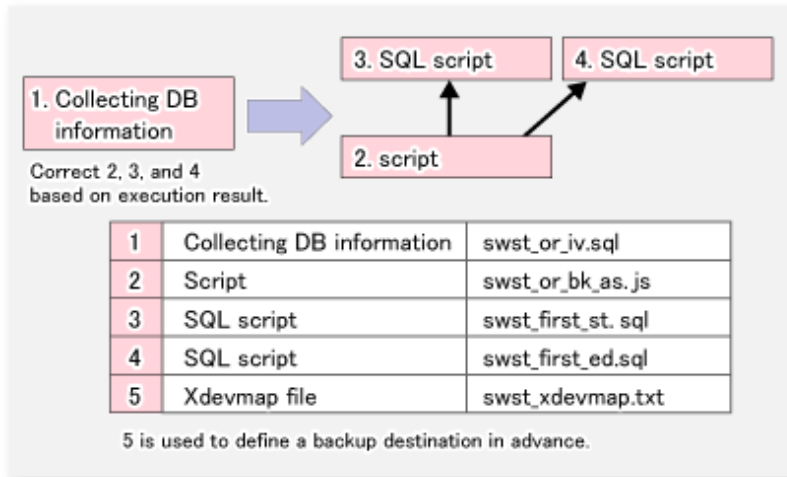 3. SQL script
4. SQL script
1. Collecting DB
information
2. script
Correct 2, 3, and 4
based on execution result.
1 Collecting DB information swst_or_iv.sql
2 Script swst_or_bk_as. js
3 SQL script swst_first_st. sql
4 SQL script swst_first_ed.sql
5 Xdevmap file swst_xdevmap.txt
5 is used to define a backup destination in advance.